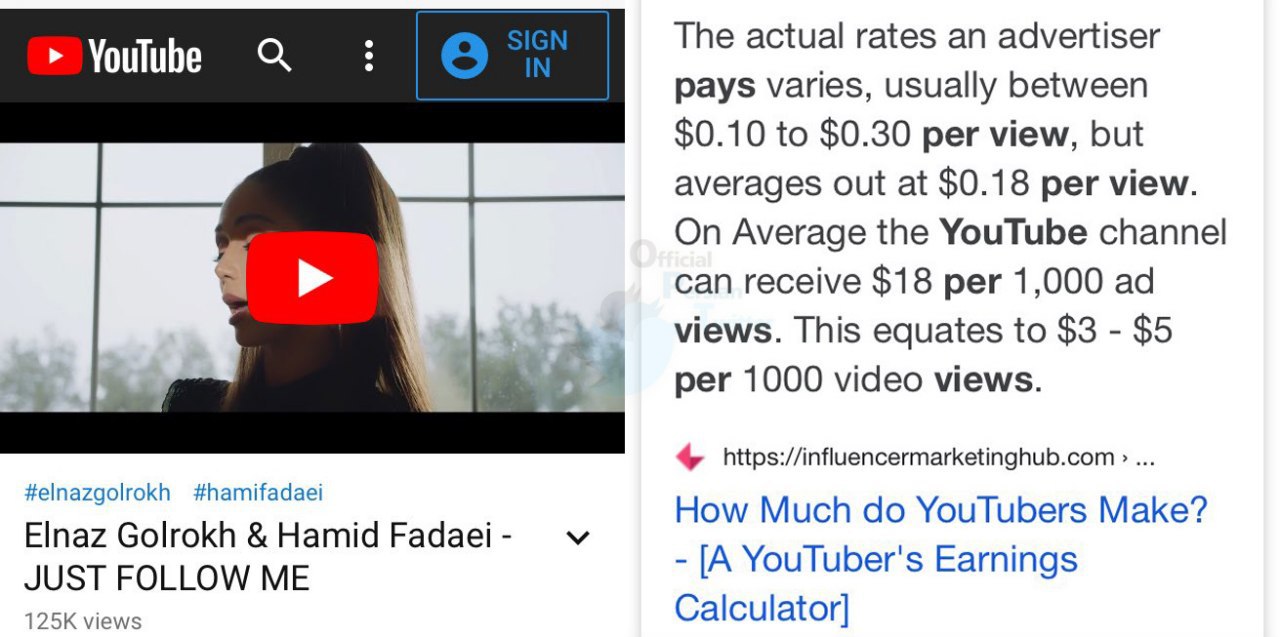 YouTube
SIGN
IN
#elnazgolrokh #hamifadaei
Elnaz Golrokh & Hamid Fadaei -
JUST FOLLOW ME
125K views
The actual rates an advertiser
pays varies, usually between
$0.10 to $0.30 per view, but
averages out at $0.18 per view.
On Average the YouTube channel
can receive $18 per 1,000 ad
views. This equates to $3 - $5
per 1000 video views.
https://influencermarketinghub.com › ...
How Much do YouTubers Make?
- [A YouTuber's Earnings
Calculator]
Official
Persian
Twitter